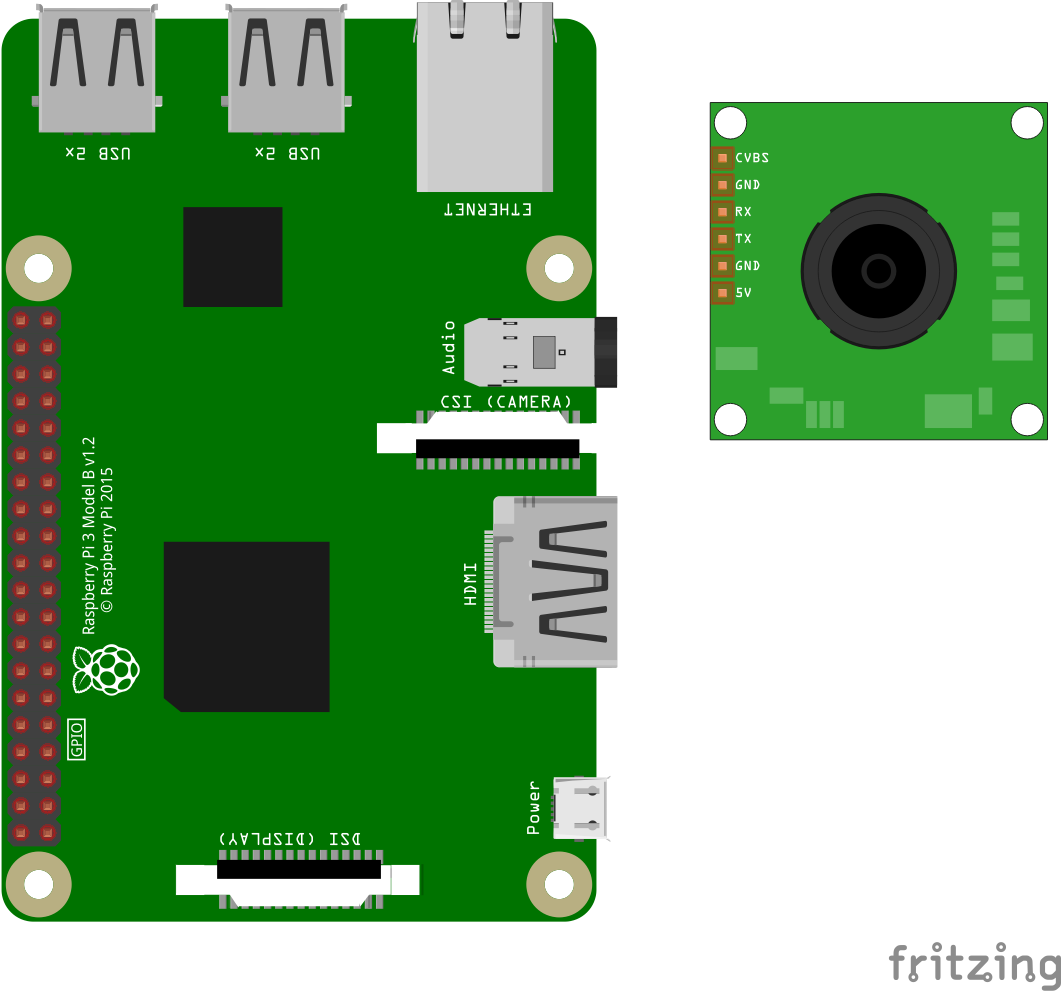 USB 2x
USB 2x
ETHERNET
Audio
CSI (CAMERA)
Raspberry Pi 3 Model B v1.2
© Raspberry Pi 2015
HDMI
GPIO
Power
DSI (DISPLAY)
CVBS
GND
RX
TX
GND
5V
fritzing